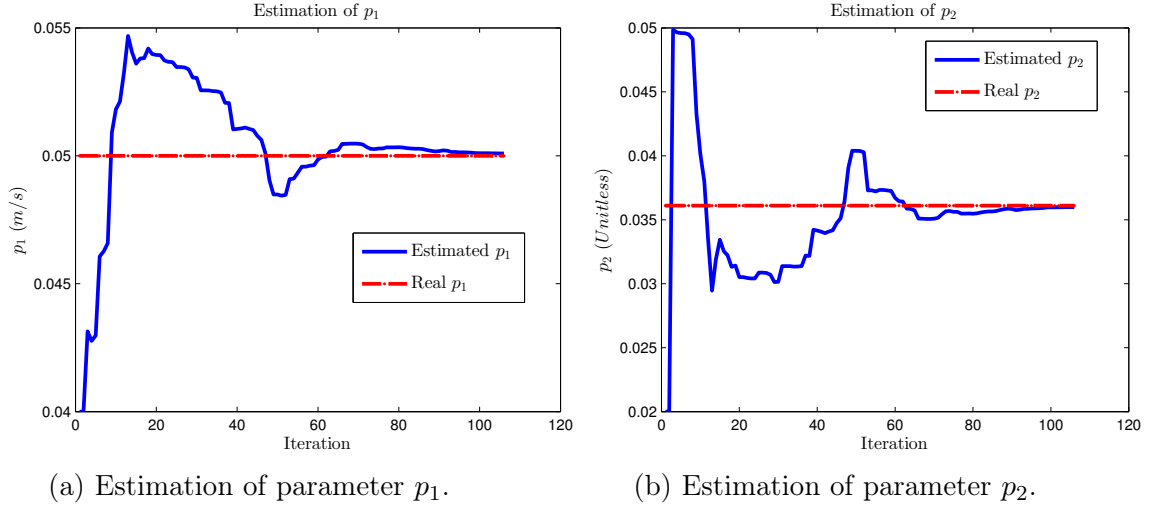 Estimation of p₁
0.055
0.05
0.045
0.04
p₁ (m/s)
0 20 40 60 80 100 120
Iteration
Estimated p₁
Real p₁
(a) Estimation of parameter p₁.
Estimation of p₂
0.05
0.045
0.04
0.035
0.03
0.025
0.02
p₂ (Unitless)
0 20 40 60 80 100 120
Iteration
Estimated p₂
Real p₂
(b) Estimation of parameter p₂.